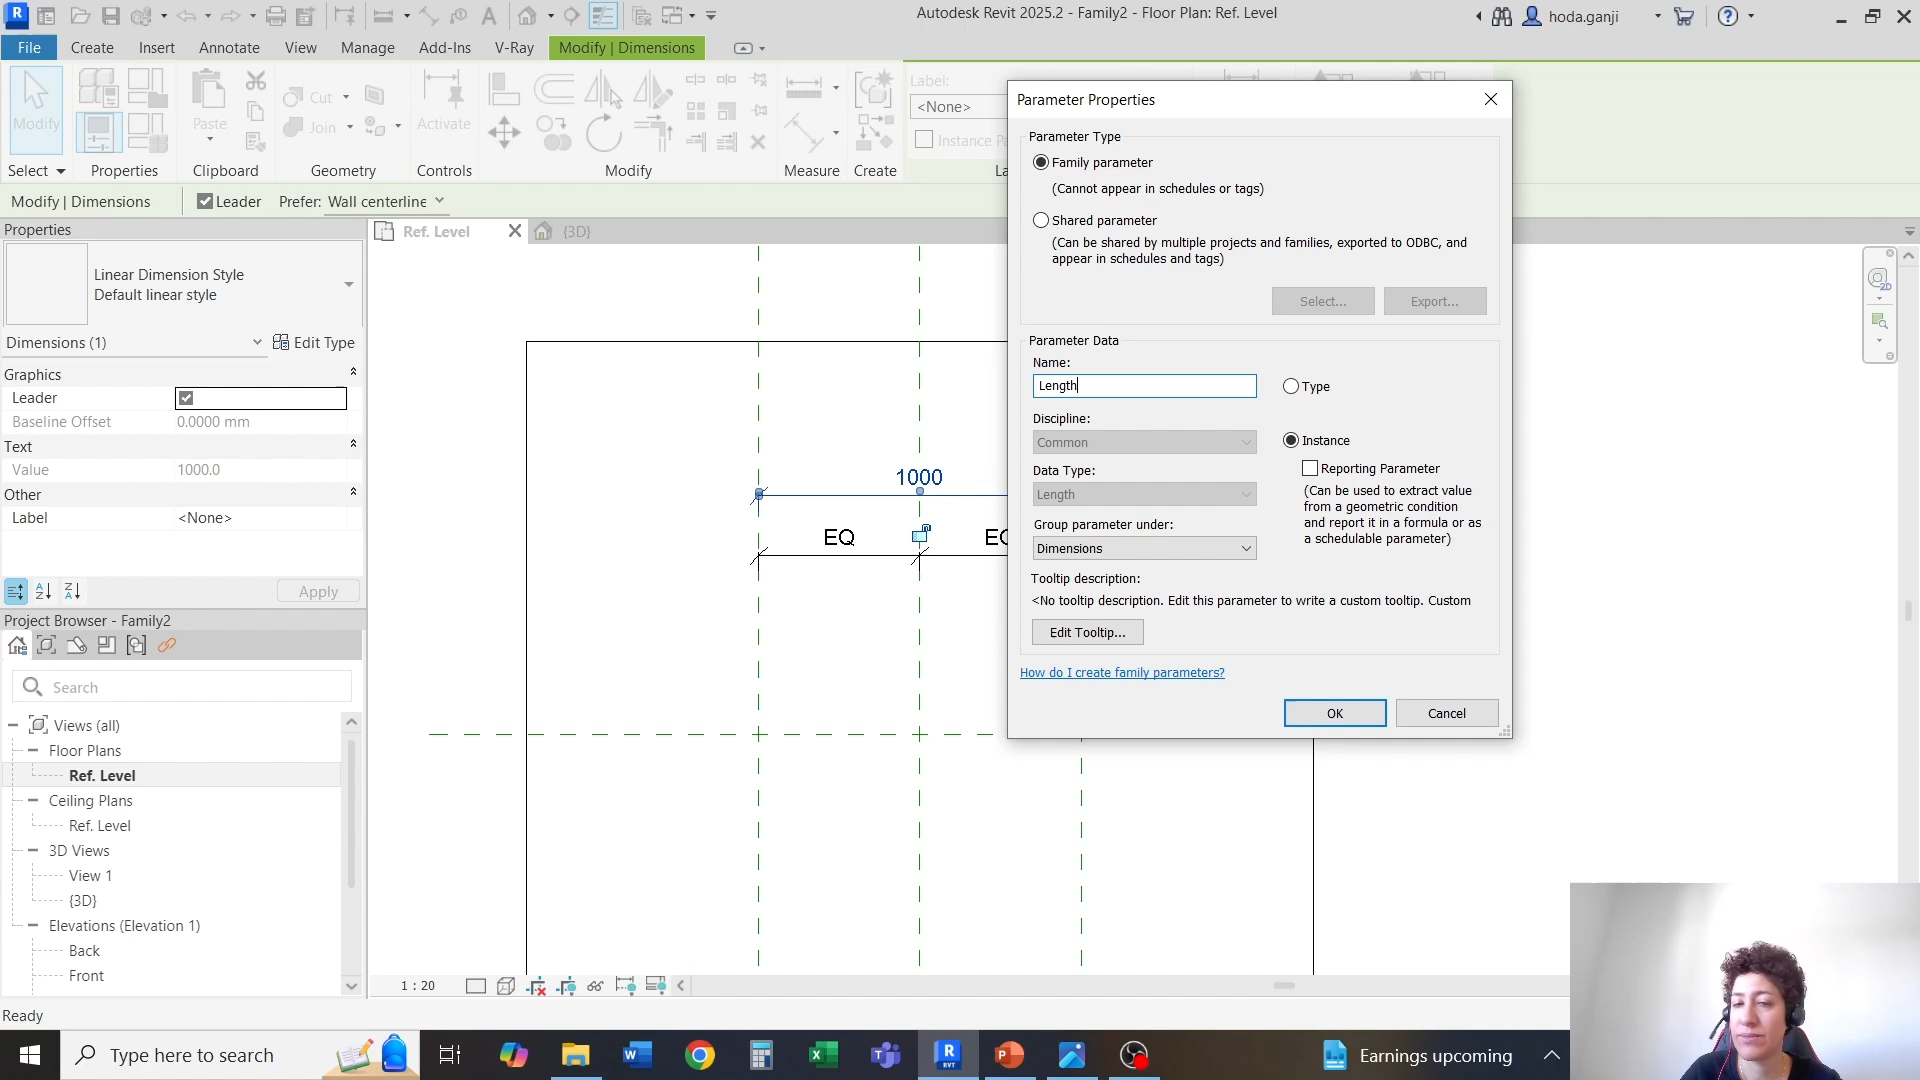 Autodesk Revit 2025.2 - Family2 - Floor Plan: Ref. Level
hoda.ganji
File Create Insert Annotate View Manage Add-Ins V-Ray Modify | Dimensions
Modify Paste Cut Join Activate Label:
<None>
Instance
Select Properties Clipboard Geometry Controls Modify Measure Create
Modify | Dimensions Leader Prefer: Wall centerline
Properties
Ref. Level {3D}
Linear Dimension Style
Default linear style
Dimensions (1) Edit Type
Graphics
Leader
Baseline Offset 0.0000 mm
Text
Value 1000.0
Other
Label <None>
Apply
Project Browser - Family2
Search
Views (all)
Floor Plans
Ref. Level
Ceiling Plans
Ref. Level
3D Views
View 1
{3D}
Elevations (Elevation 1)
Back
Front
1000
EQ
1 : 20
Parameter Properties
Parameter Type
Family parameter
(Cannot appear in schedules or tags)
Shared parameter
(Can be shared by multiple projects and families, exported to ODBC, and
appear in schedules and tags)
Select... Export...
Parameter Data
Name:
Length
Type
Discipline:
Common
Instance
Data Type:
Reporting Parameter
Length
(Can be used to extract value
from a geometric condition
and report it in a formula or as
a schedulable parameter)
Group parameter under:
Dimensions
Tooltip description:
<No tooltip description. Edit this parameter to write a custom tooltip. Custom
Edit Tooltip...
How do I create family parameters?
OK Cancel
Ready
Type here to search
Earnings upcoming